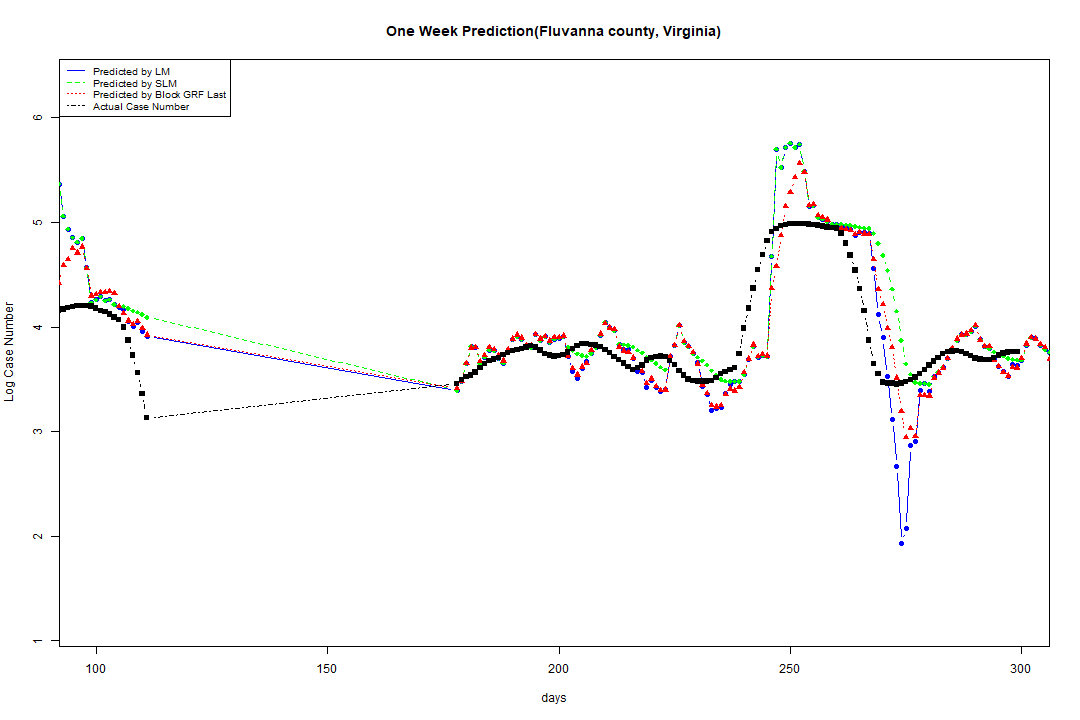 One Week Prediction(Fluvanna county, Virginia)
Predicted by LM
Predicted by SLM
Predicted by Block GRF Last
Actual Case Number
Log Case Number
6
5
4
3
2
1
100
150
200
250
300
days